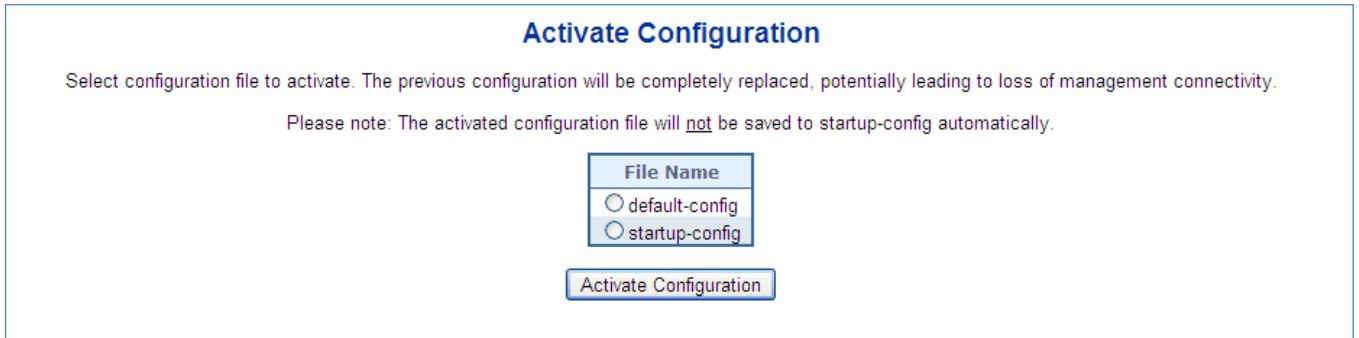 Activate Configuration
Select configuration file to activate. The previous configuration will be completely replaced, potentially leading to loss of management connectivity.
Please note: The activated configuration file will not be saved to startup-config automatically.
File Name
default-config
startup-config
Activate Configuration